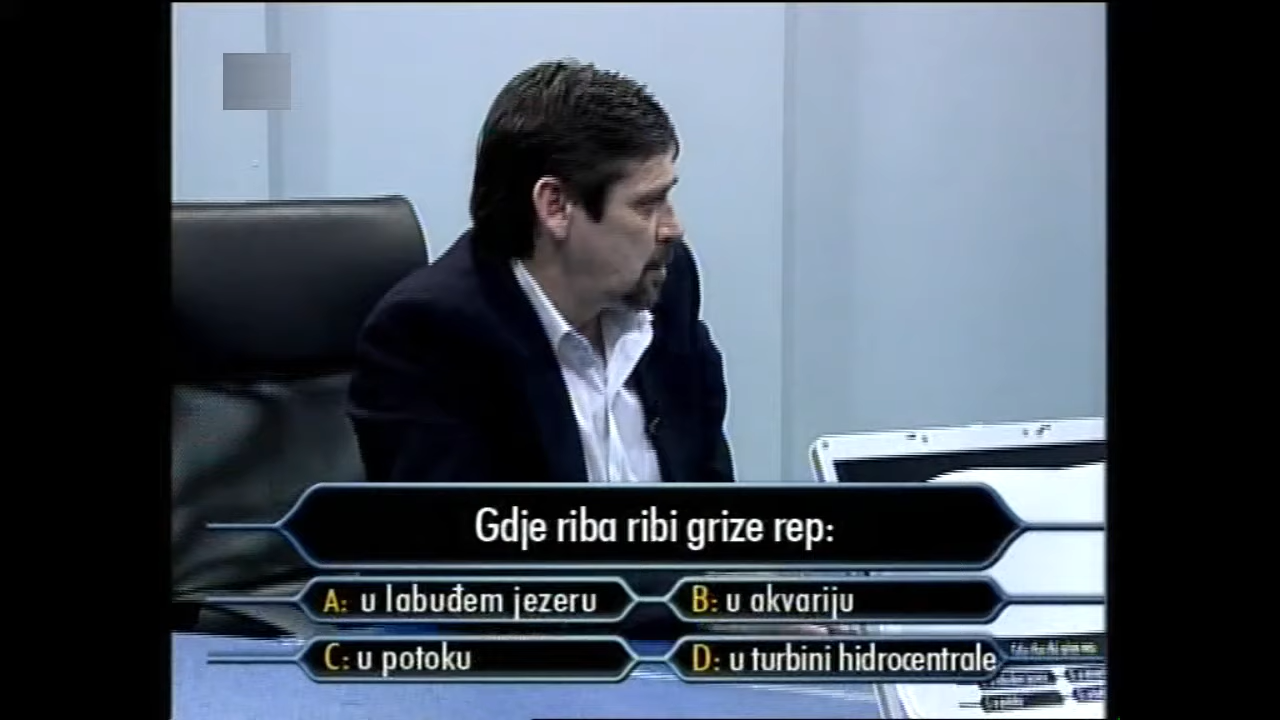 Gdje riba ribi grize rep:
A: u labuđem jezeru
B: u akvariju
C: u potoku
D: u turbini hidrocentrale